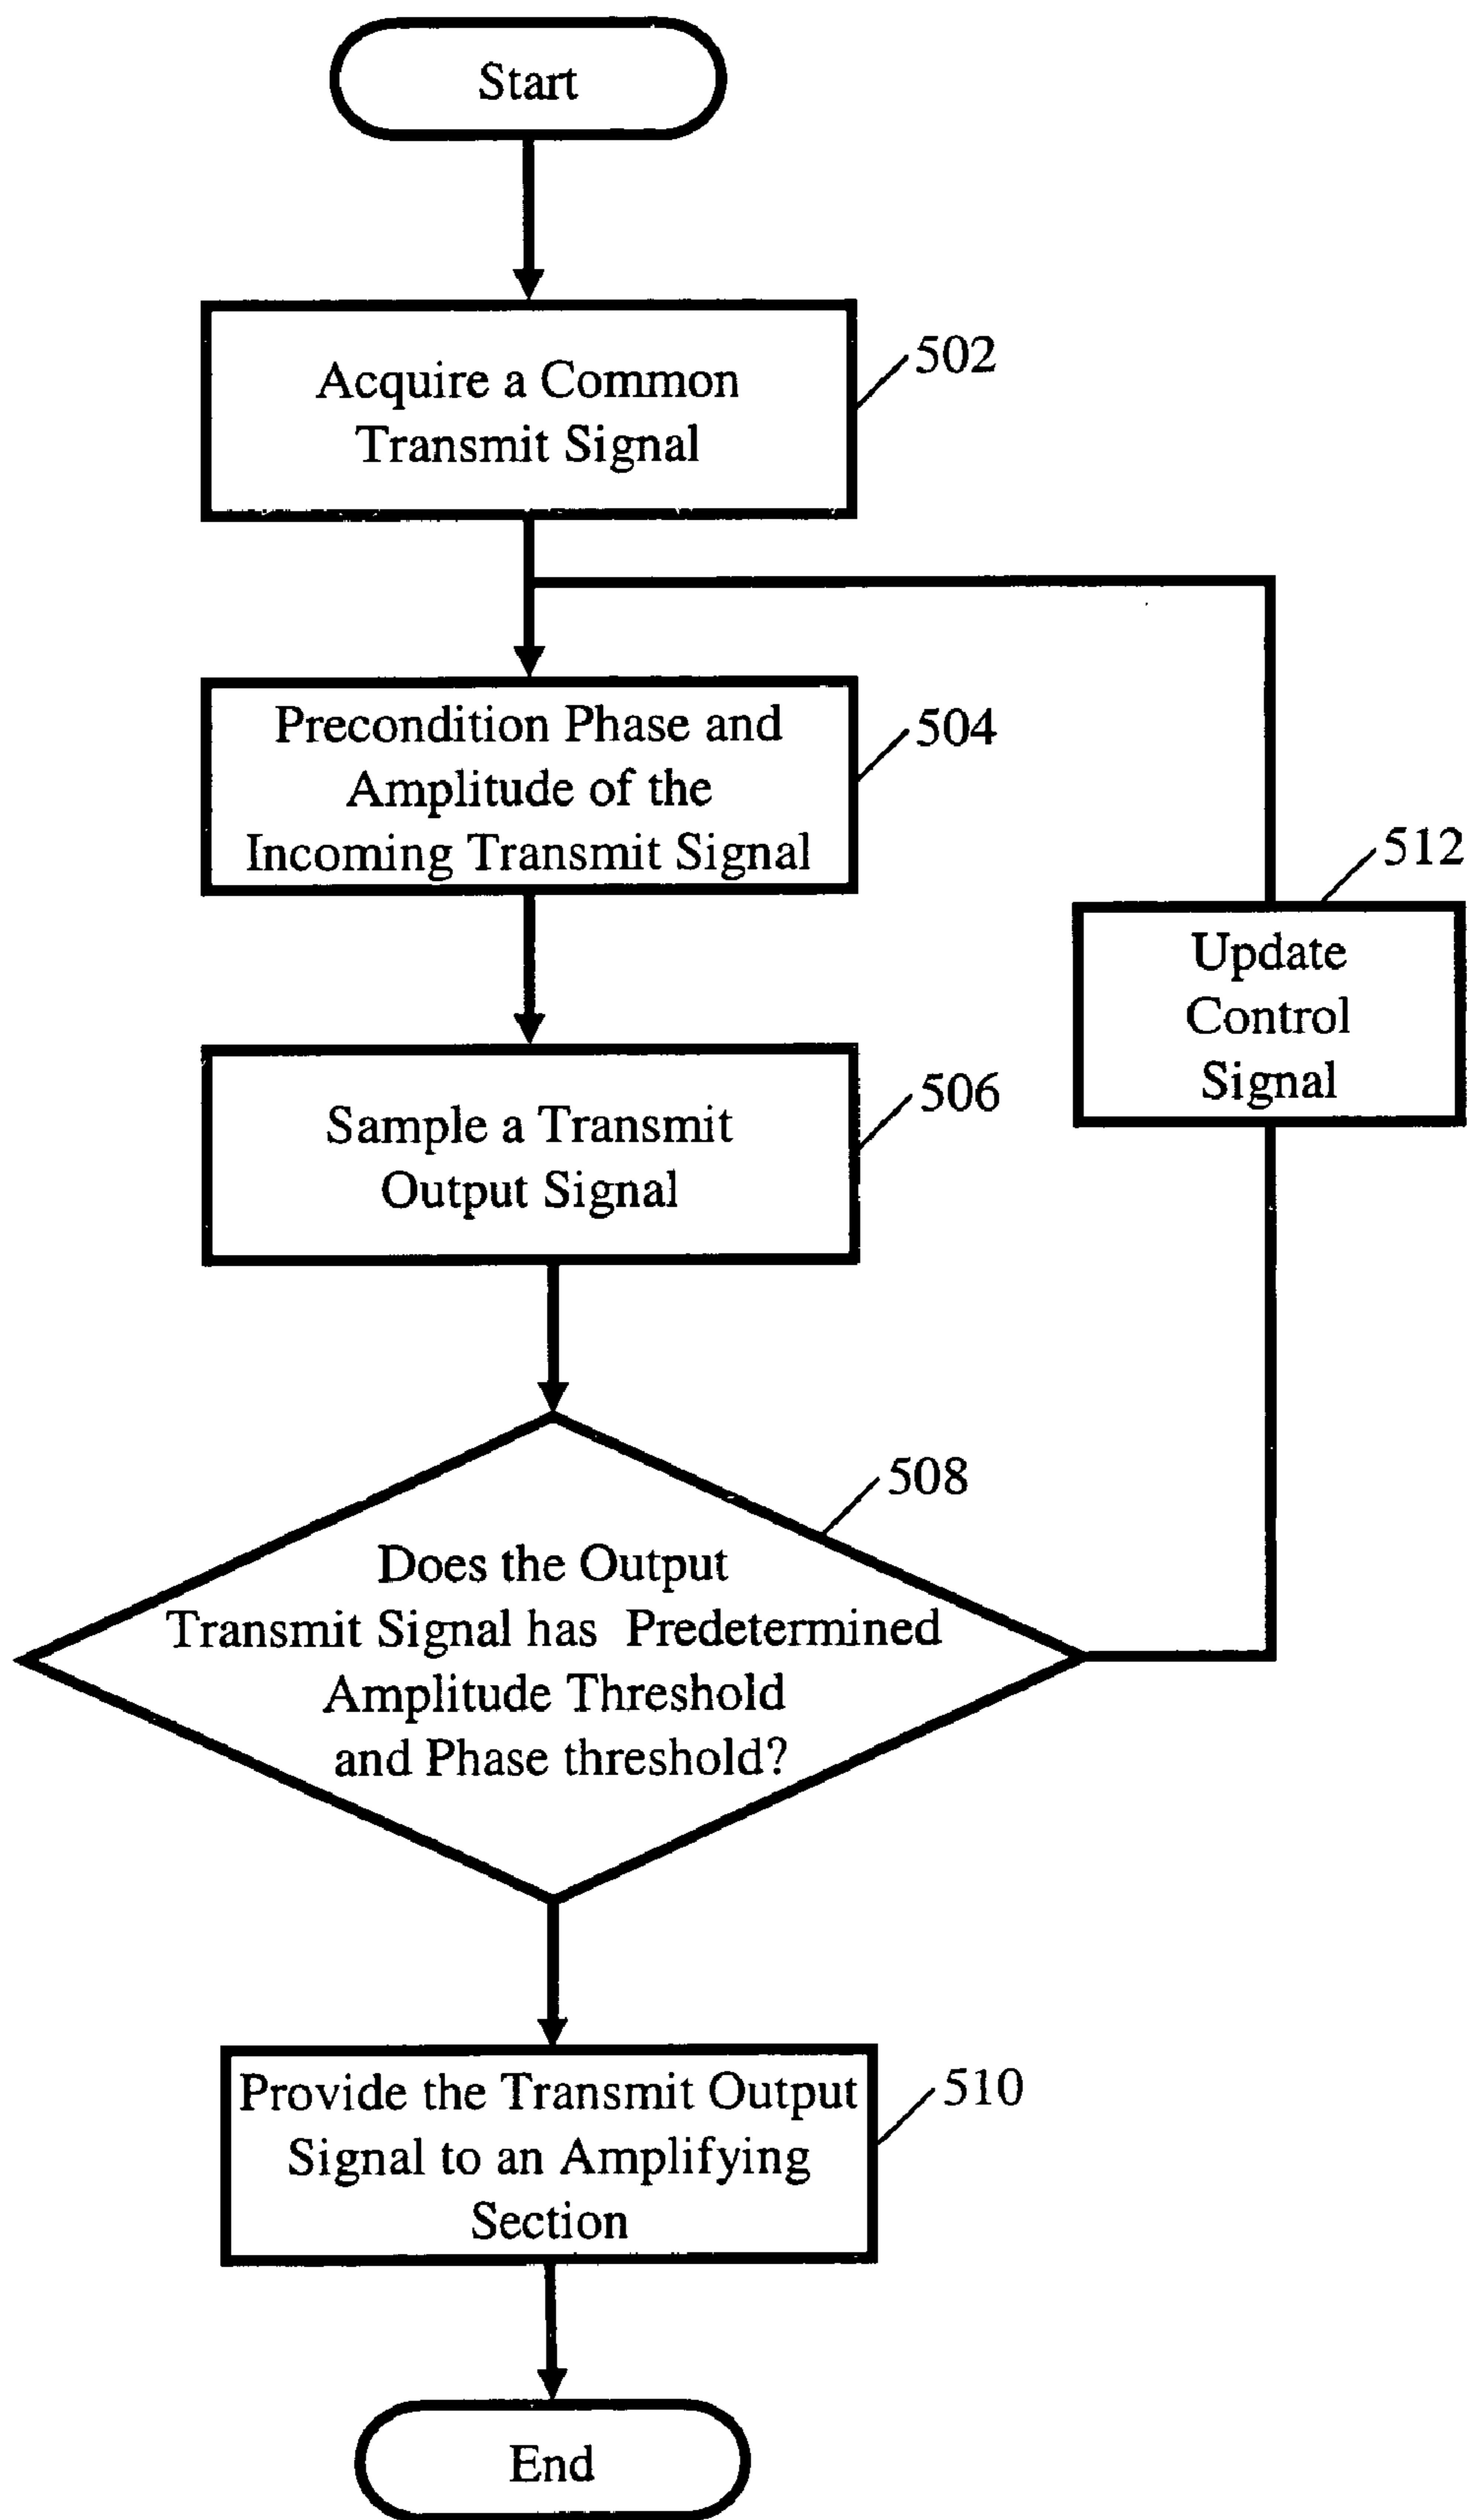 Start
Acquire a Common
Transmit Signal
502
Precondition Phase and
Amplitude of the
Incoming Transmit Signal
504
512
Update
Control
Signal
Sample a Transmit
Output Signal
506
508
Does the Output
Transmit Signal has Predetermined
Amplitude Threshold
and Phase threshold?
Provide the Transmit Output
Signal to an Amplifying
Section
510
End